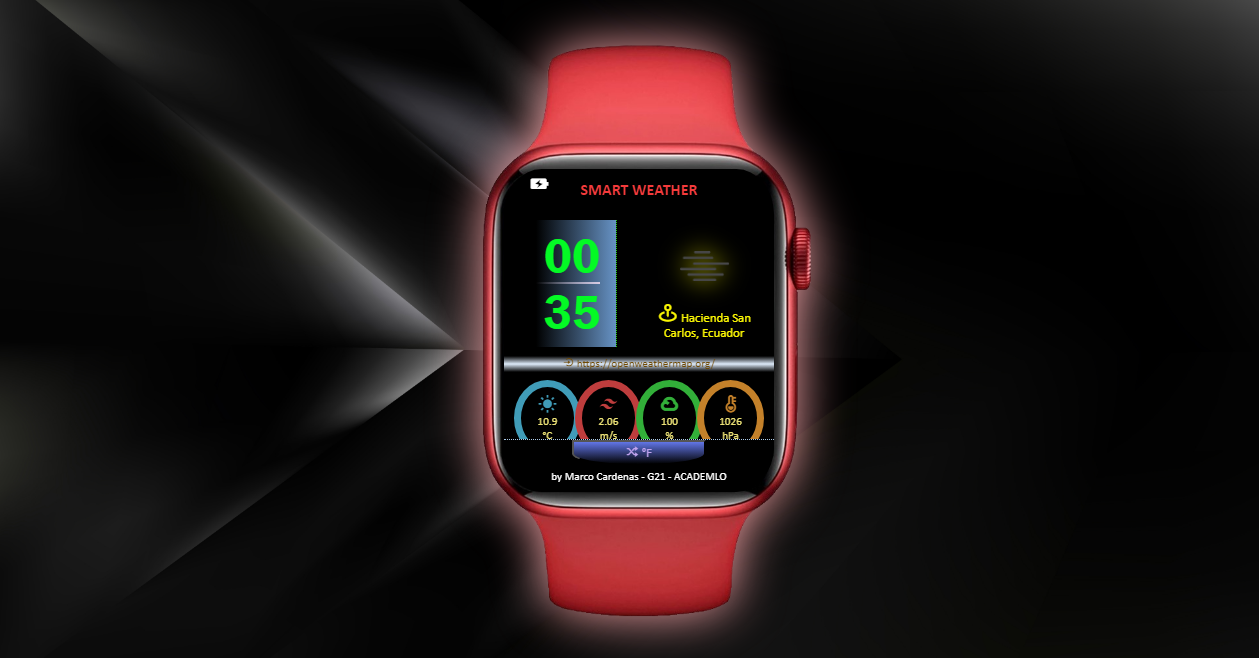 SMART WEATHER
00
35
Hacienda San
Carlos, Ecuador
https://openweathermap.org/
10.9
°C
2.06
m/s
100
%
1026
hPa
°F
by Marco Cardenas - G21 - ACADEMLO